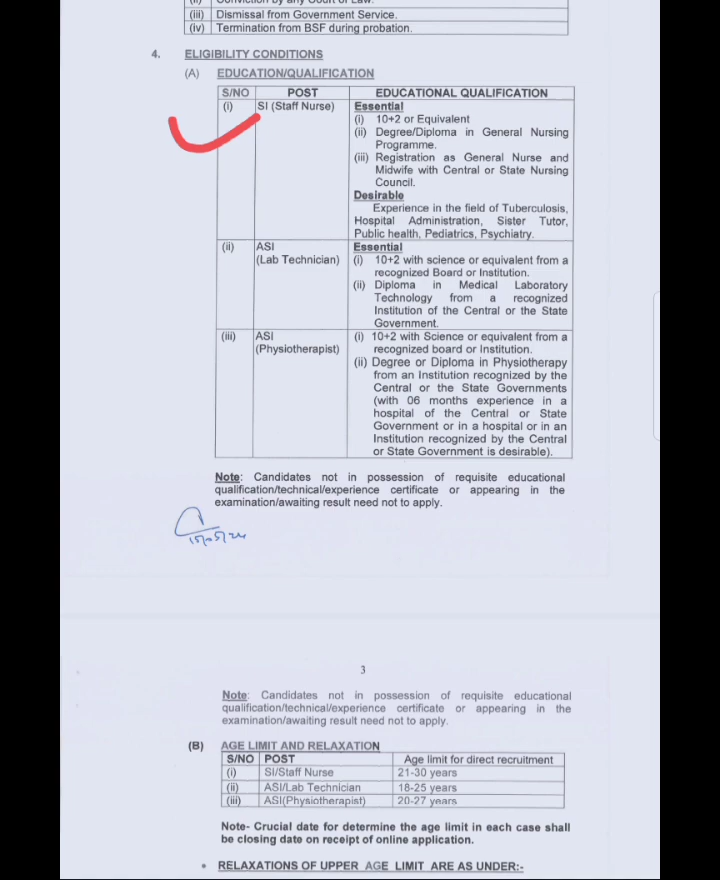 (ii) Conviction by any Court of Law.
(iii) Dismissal from Government Service.
(iv) Termination from BSF during probation.
4. ELIGIBILITY CONDITIONS
(A) EDUCATION/QUALIFICATION
S/NO POST EDUCATIONAL QUALIFICATION
(i) SI (Staff Nurse) Essential
(i) 10+2 or Equivalent
(ii) Degree/Diploma in General Nursing
Programme.
(iii) Registration as General Nurse and
Midwife with Central or State Nursing
Council.
Desirable
Experience in the field of Tuberculosis,
Hospital Administration, Sister Tutor,
Public health, Pediatrics, Psychiatry.
(ii) ASI Essential
(Lab Technician) (i) 10+2 with science or equivalent from a
recognized Board or Institution.
(ii) Diploma in Medical Laboratory
Technology from a recognized
Institution of the Central or the State
Government.
(iii) ASI (i) 10+2 with Science or equivalent from a
(Physiotherapist) recognized board or Institution.
(ii) Degree or Diploma in Physiotherapy
from an Institution recognized by the
Central or the State Governments
(with 06 months experience in a
hospital of the Central or State
Government or in a hospital or in an
Institution recognized by the Central
or State Government is desirable).
Note: Candidates not in possession of requisite educational
qualification/technical/experience certificate or appearing in the
examination/awaiting result need not to apply.
15/05/24
3
Note: Candidates not in possession of requisite educational
qualification/technical/experience certificate or appearing in the
examination/awaiting result need not to apply.
(B) AGE LIMIT AND RELAXATION
S/NO POST Age limit for direct recruitment
(i) SI/Staff Nurse 21-30 years
(ii) ASI/Lab Technician 18-25 years
(iii) ASI(Physiotherapist) 20-27 years
Note- Crucial date for determine the age limit in each case shall
be closing date on receipt of online application.
• RELAXATIONS OF UPPER AGE LIMIT ARE AS UNDER:-